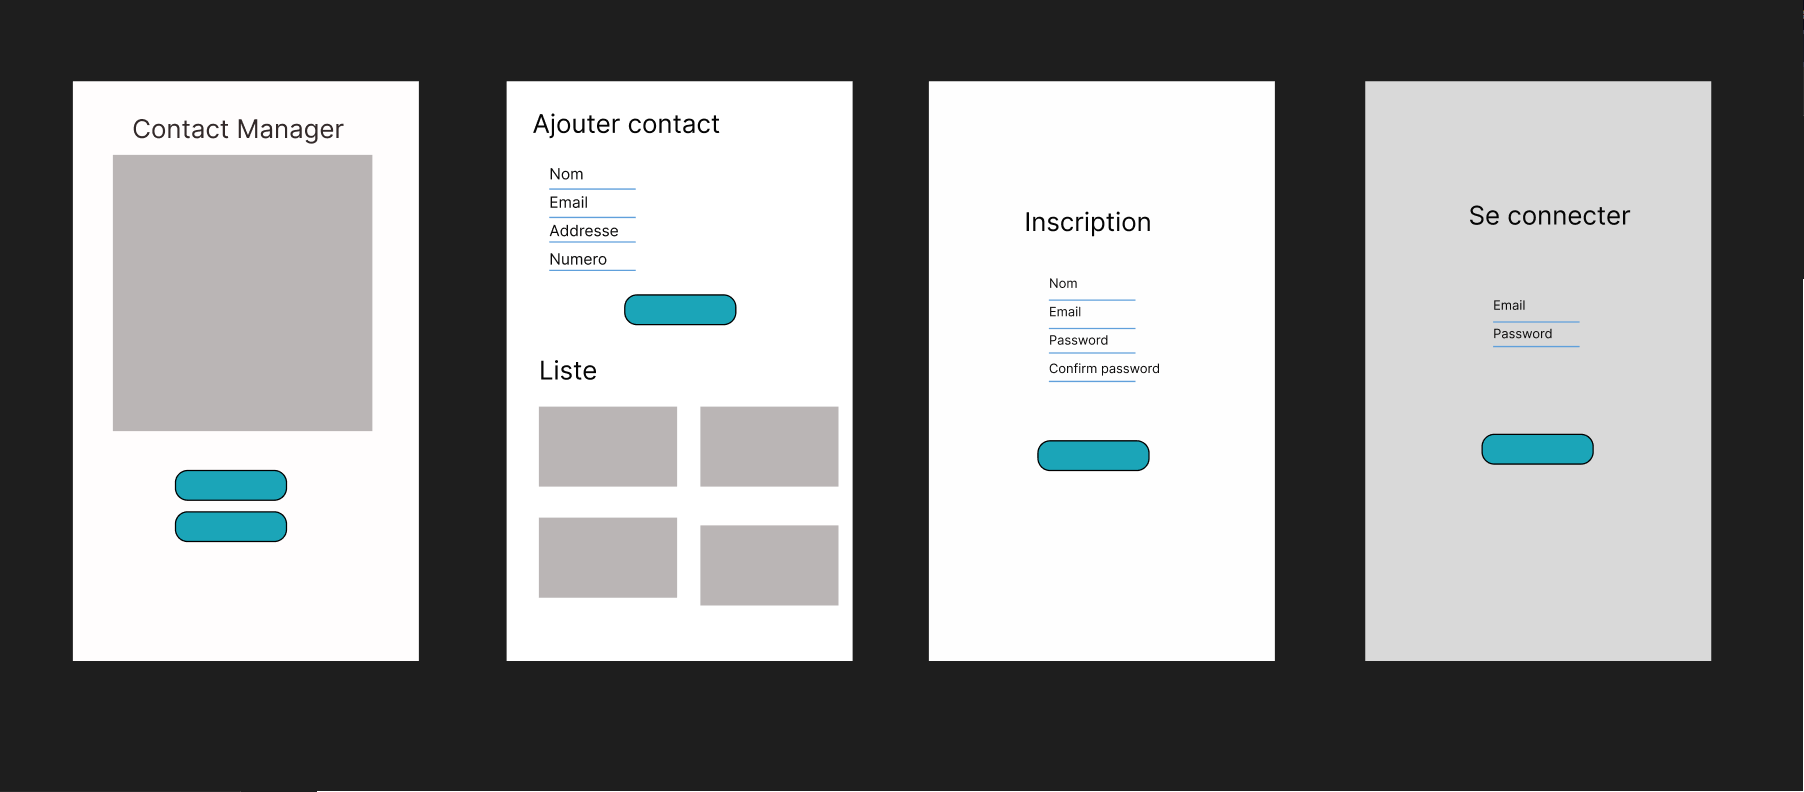 Contact Manager
Ajouter contact
Nom
Email
Addresse
Numero
Liste
Inscription
Nom
Email
Password
Confirm password
Se connecter
Email
Password